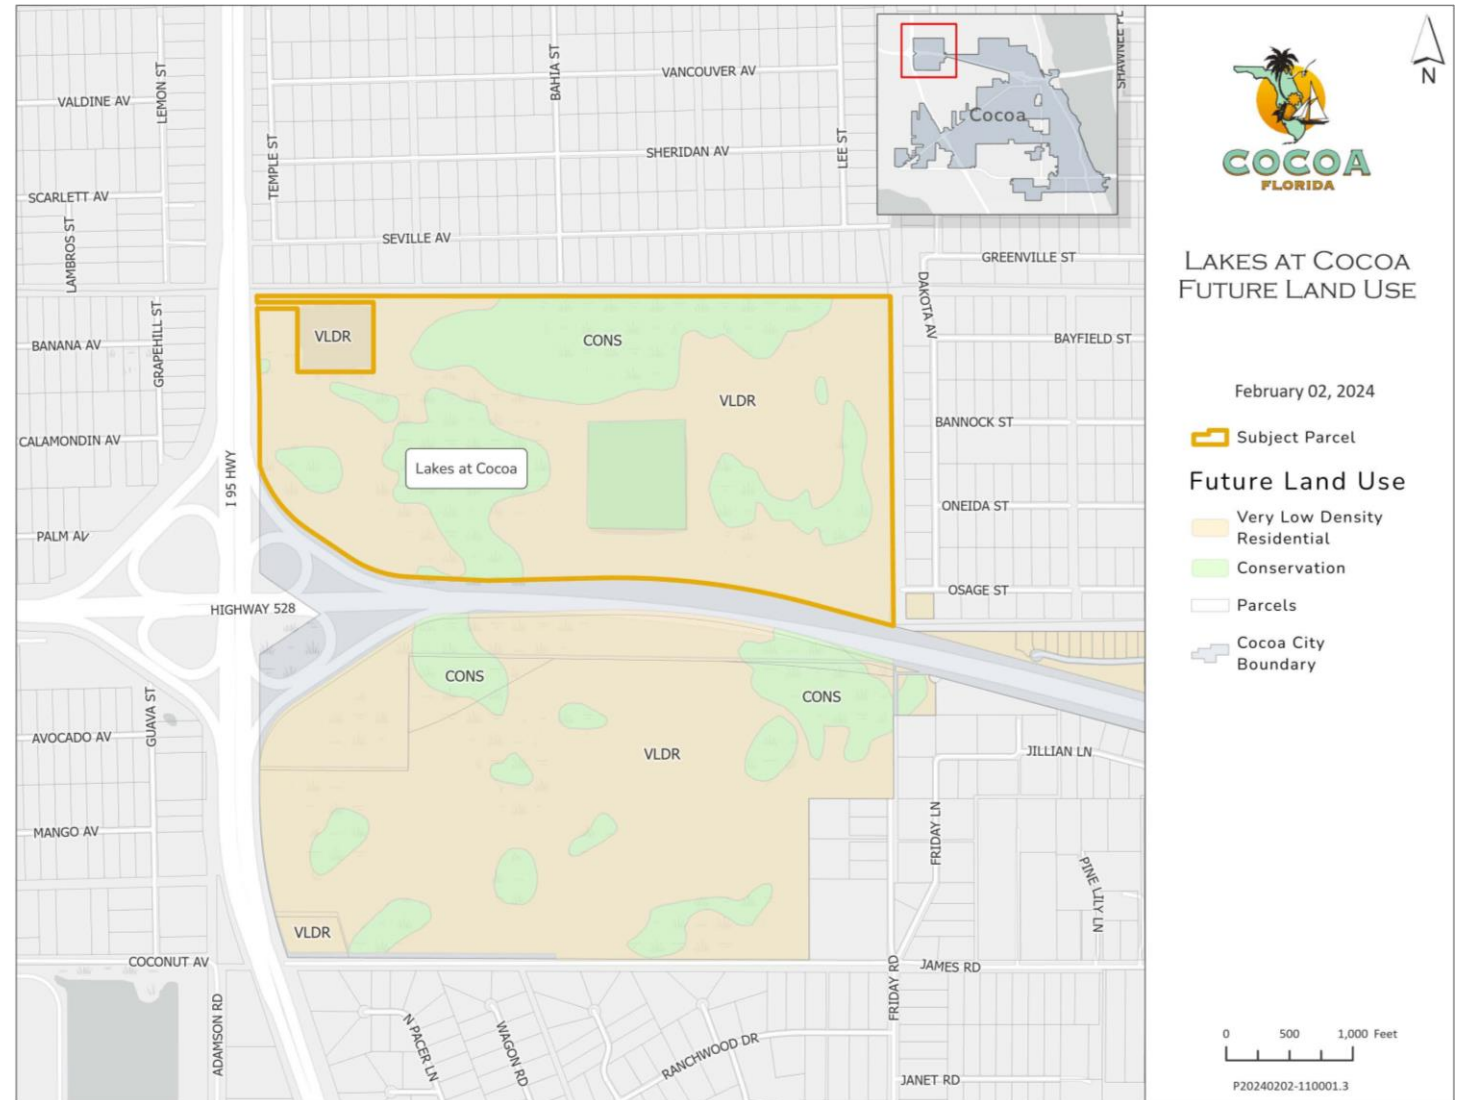 VANCOUVER AV
BAHIA ST
LEMON ST
VALDINE AV
TEMPLE ST
SHERIDAN AV
LEE ST
SCARLETT AV
LAMBROS ST
SEVILLE AV
Cocoa
GREENVILLE ST
DAKOTA AV
GRAPEHILL ST
BANANA AV
VLDR
CONS
BAYFIELD ST
VLDR
BANNOCK ST
CALAMONDIN AV
Lakes at Cocoa
I 95 HWY
ONEIDA ST
PALM AV
OSAGE ST
HIGHWAY 528
CONS
CONS
GUAVA ST
AVOCADO AV
VLDR
JILLIAN LN
MANGO AV
FRIDAY LN
PINE LILY LN
VLDR
COCONUT AV
JAMES RD
FRIDAY RD
ADAMSON RD
N PACER LN
WAGON RD
RANCHWOOD DR
JANET RD
N
COCOA
FLORIDA
LAKES AT COCOA
FUTURE LAND USE
February 02, 2024
Subject Parcel
Future Land Use
Very Low Density
Residential
Conservation
Parcels
Cocoa City
Boundary
0 500 1,000 Feet
P20240202-110001.3